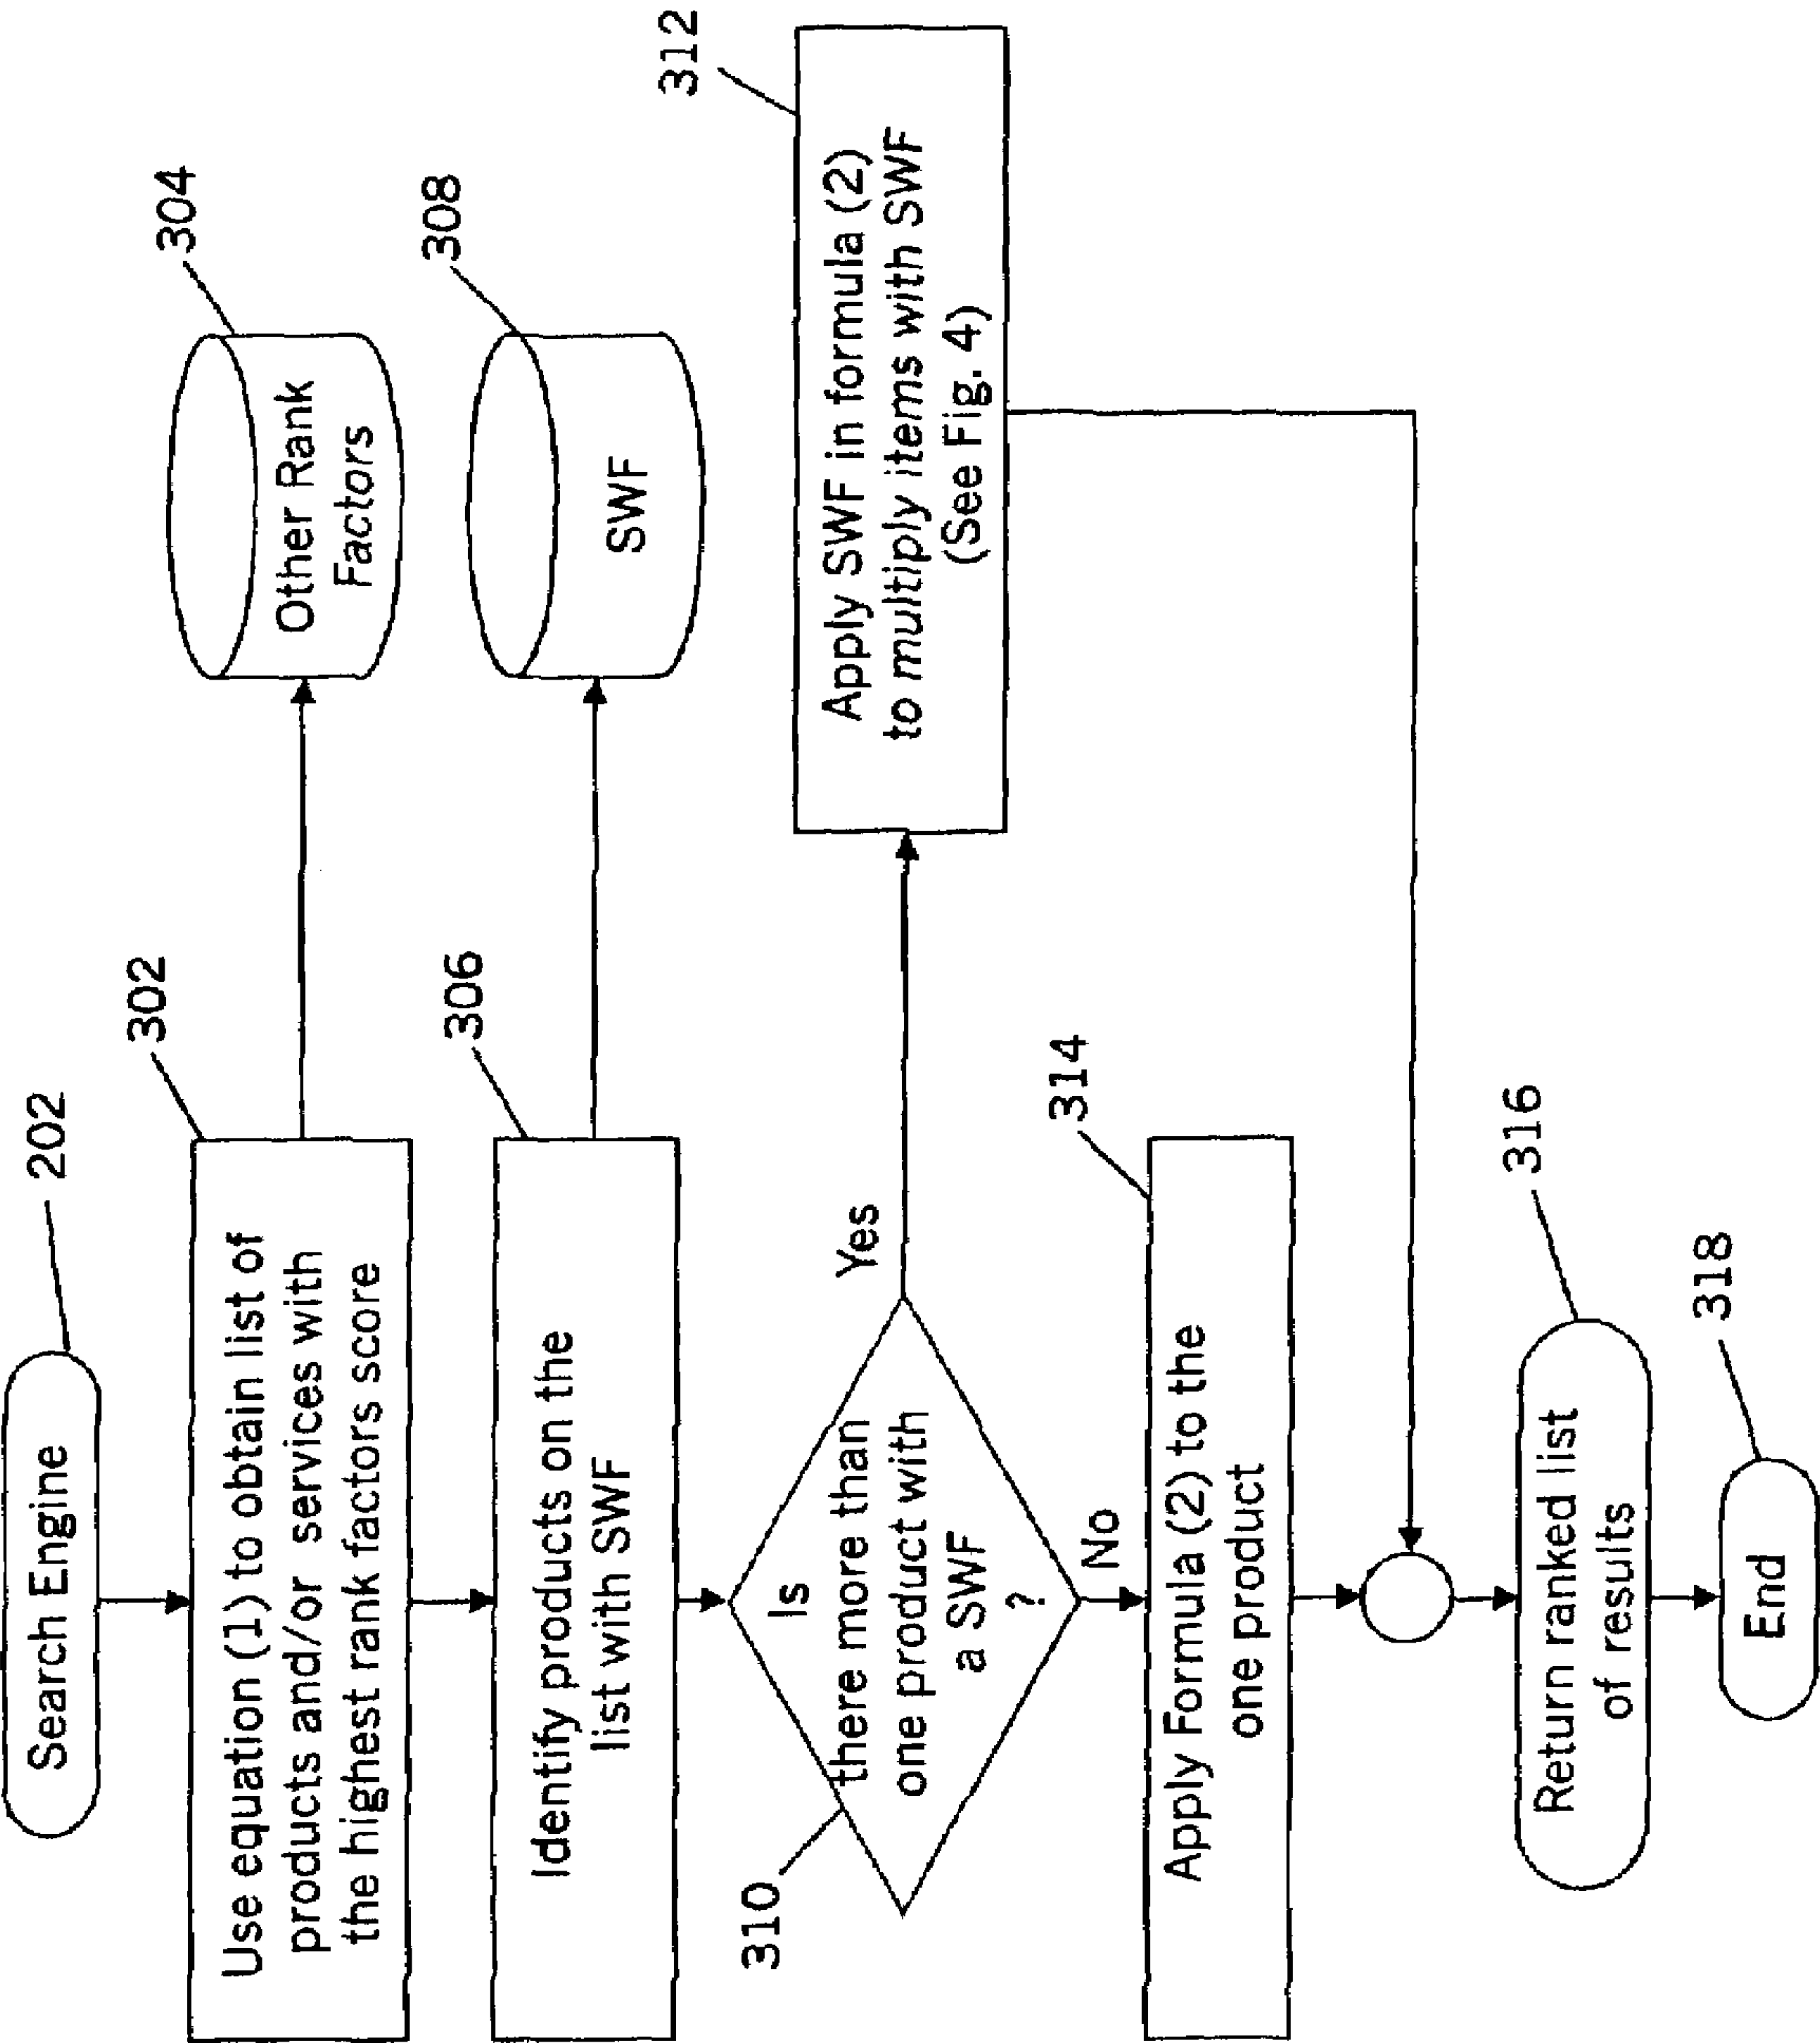 Search Engine
202
302
Use equation (1) to obtain list of
products and/or services with
the highest rank factors score
304
Other Rank
Factors
306
Identify products on the
list with SWF
308
SWF
310
Is
there more than
one product with
a SWF
?
Yes
No
312
Apply SWF in formula (2)
to multiply items with SWF
(See Fig. 4)
314
Apply Formula (2) to the
one product
316
Return ranked list
of results
318
End